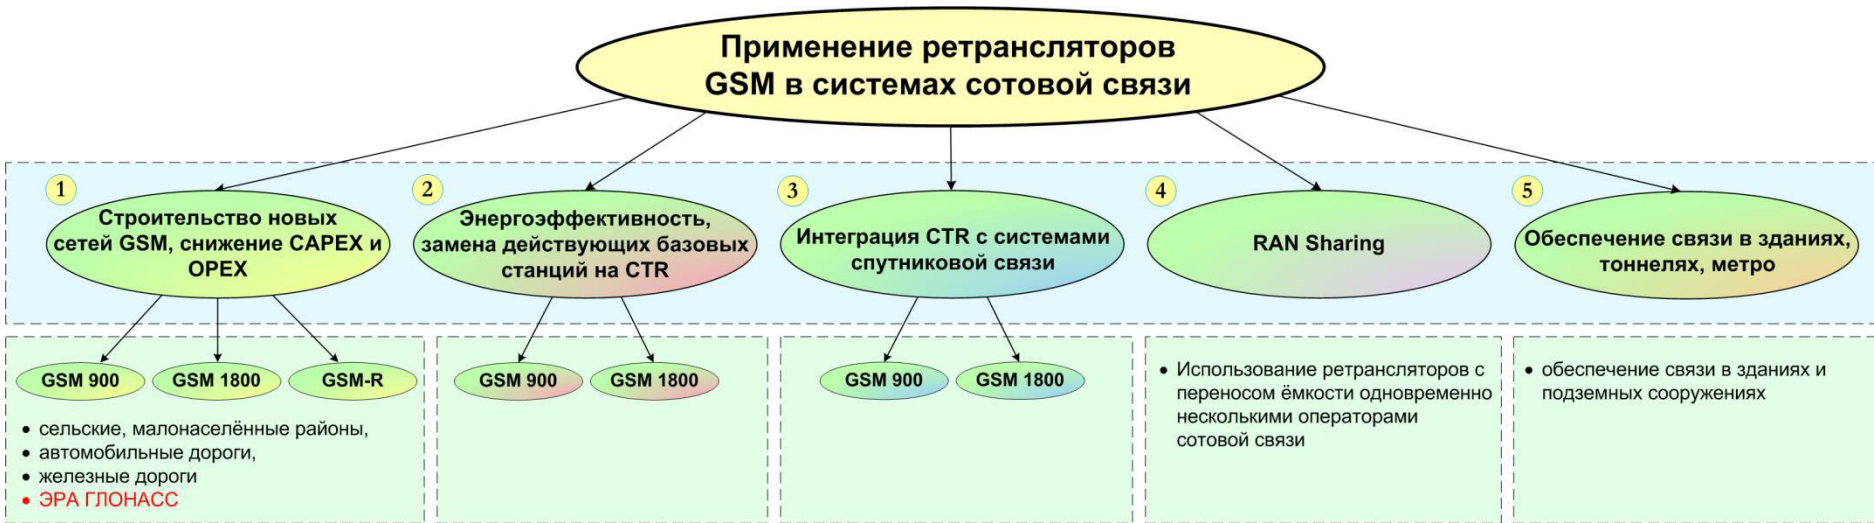 Применение ретрансляторов
GSM в системах сотовой связи
1
Строительство новых
сетей GSM, снижение CAPEX и
OPEX
2
Энергоэффективность,
замена действующих базовых
станций на CTR
3
Интеграция CTR с системами
спутниковой связи
4
RAN Sharing
5
Обеспечение связи в зданиях,
тоннелях, метро
GSM 900
GSM 1800
GSM-R
• сельские, малонаселённые районы,
• автомобильные дороги,
• железные дороги
• ЭРА ГЛОНАСС
GSM 900
GSM 1800
GSM 900
GSM 1800
• Использование ретрансляторов с
переносом ёмкости одновременно
несколькими операторами
сотовой связи
• обеспечение связи в зданиях и
подземных сооружениях